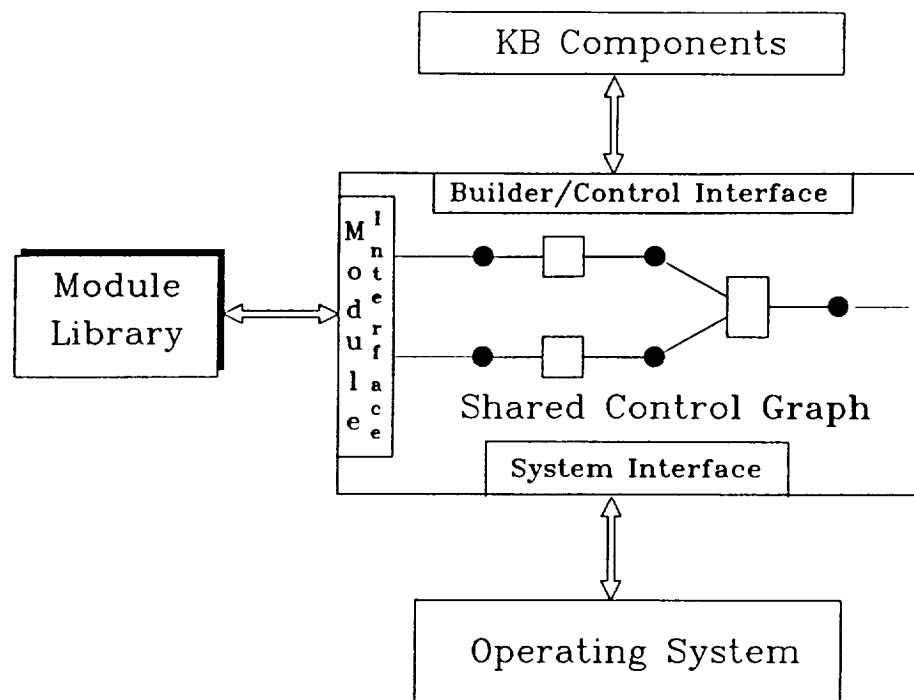 KB Components
Builder/Control Interface
Module
Interface
Module
Library
Shared Control Graph
System Interface
Operating System